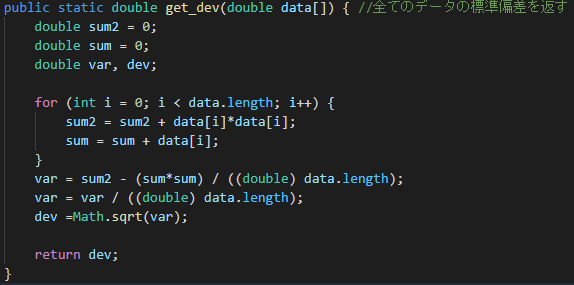 public static double get_dev(double data[]) { //全てのデータの標準偏差を返す
    double sum2 = 0;
    double sum = 0;
    double var, dev;

    for (int i = 0; i < data.length; i++) {
        sum2 = sum2 + data[i]*data[i];
        sum = sum + data[i];
    }
    var = sum2 - (sum*sum) / ((double) data.length);
    var = var / ((double) data.length);
    dev =Math.sqrt(var);

    return dev;
}